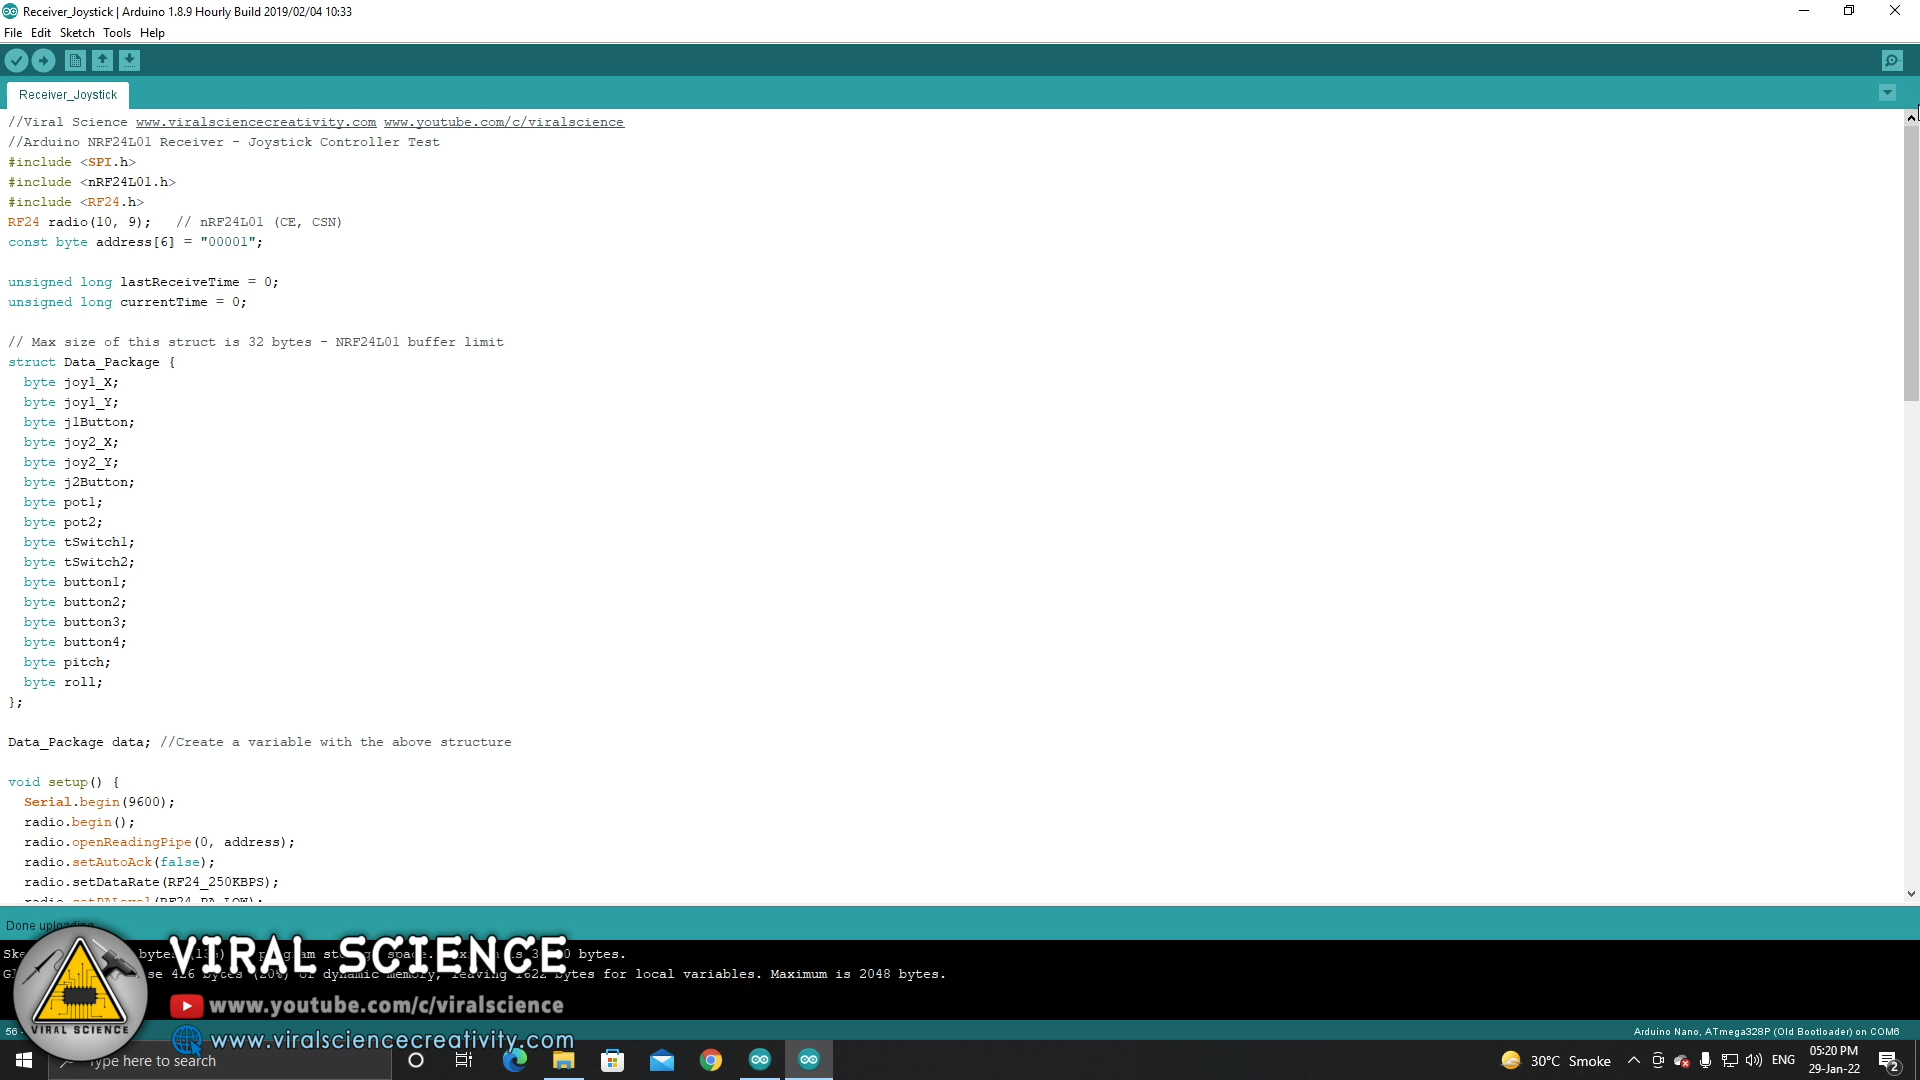 Receiver_Joystick | Arduino 1.8.9 Hourly Build 2019/02/04 10:33
File Edit Sketch Tools Help
Receiver_Joystick
//Viral Science www.viralsciencecreativity.com www.youtube.com/c/viralscience
//Arduino NRF24L01 Receiver - Joystick Controller Test
#include <SPI.h>
#include <nRF24L01.h>
#include <RF24.h>
RF24 radio(10, 9);   // nRF24L01 (CE, CSN)
const byte address[6] = "00001";
unsigned long lastReceiveTime = 0;
unsigned long currentTime = 0;
// Max size of this struct is 32 bytes - NRF24L01 buffer limit
struct Data_Package {
byte joy1_X;
byte joy1_Y;
byte j1Button;
byte joy2_X;
byte joy2_Y;
byte j2Button;
byte pot1;
byte pot2;
byte tSwitch1;
byte tSwitch2;
byte button1;
byte button2;
byte button3;
byte button4;
byte pitch;
byte roll;
};
Data_Package data; //Create a variable with the above structure
void setup() {
Serial.begin(9600);
radio.begin();
radio.openReadingPipe(0, address);
radio.setAutoAck(false);
radio.setDataRate(RF24_250KBPS);
Done uploading
bytes (13%) program storage space. is bytes.
426 bytes (20%) of dynamic memory, leaving 1622 bytes for local variables. Maximum is 2048 bytes.
VIRAL SCIENCE
www.youtube.com/c/viralscience
VIRAL SCIENCE
www.viralsciencecreativity.com
56
Arduino Nano, ATmega328P (Old Bootloader) on COM6
Type here to search
30°C Smoke
ENG
05:20 PM
29-Jan-22
2